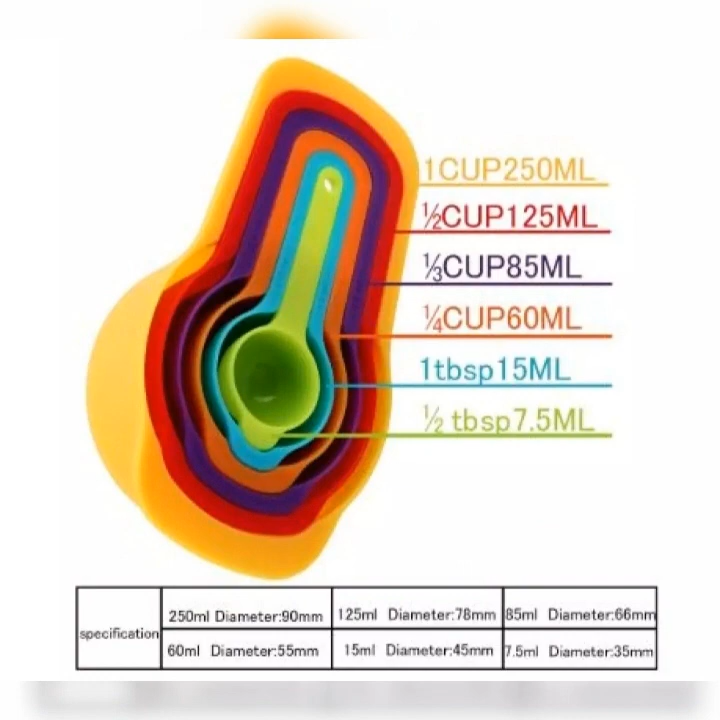 1CUP250ML
½CUP125ML
⅓CUP85ML
¼CUP60ML
1tbsp15ML
½ tbsp7.5ML
specification
250ml Diameter:90mm
125ml Diameter:78mm
85ml Diameter:66mm
60ml Diameter:55mm
15ml Diameter:45mm
7.5ml Diameter:35mm